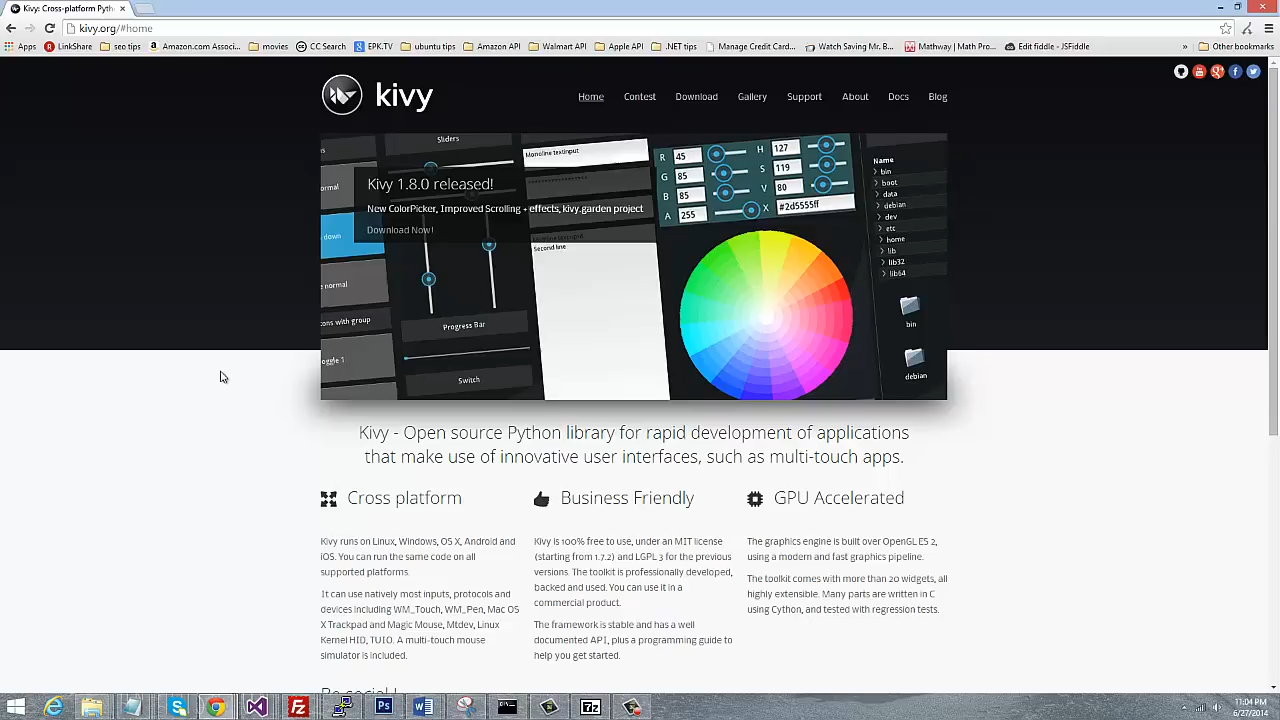 Kivy: Cross-platform Pyth
kivy.org/#home
Apps
LinkShare
seo tips
Amazon.com Associ...
movies
CC Search
EPK.TV
ubuntu tips
Amazon API
Walmart API
Apple API
.NET tips
Manage Credit Card...
Watch Saving Mr. B...
Mathway | Math Pro...
Edit fiddle - JSFiddle
»
Other bookmarks
kivy
Home
Contest
Download
Gallery
Support
About
Docs
Blog
Sliders
Monoline textinput
R 45
H 127
G 85
S 119
B 85
V 80
A 255
X #2d5555ff
Name
bin
boot
data
debian
dev
etc
home
lib
lib32
lib64
bin
debian
ormal
down
e normal
ons with group
oggle 1
Kivy 1.8.0 released!
New ColorPicker, Improved Scrolling + effects, kivy.garden project
Download Now!
Second line
Progress Bar
Switch
Kivy - Open source Python library for rapid development of applications
that make use of innovative user interfaces, such as multi-touch apps.
Cross platform
Kivy runs on Linux, Windows, OS X, Android and
iOS. You can run the same code on all
supported platforms.
It can use natively most inputs, protocols and
devices including WM_Touch, WM_Pen, Mac OS
X Trackpad and Magic Mouse, Mtdev, Linux
Kernel HID, TUIO. A multi-touch mouse
simulator is included.
Business Friendly
Kivy is 100% free to use, under an MIT license
(starting from 1.7.2) and LGPL 3 for the previous
versions. The toolkit is professionally developed,
backed and used. You can use it in a
commercial product.
The framework is stable and has a well
documented API, plus a programming guide to
help you get started.
GPU Accelerated
The graphics engine is built over OpenGL ES 2,
using a modern and fast graphics pipeline.
The toolkit comes with more than 20 widgets, all
highly extensible. Many parts are written in C
using Cython, and tested with regression tests.
Be social !
11:04 PM
6/27/2014